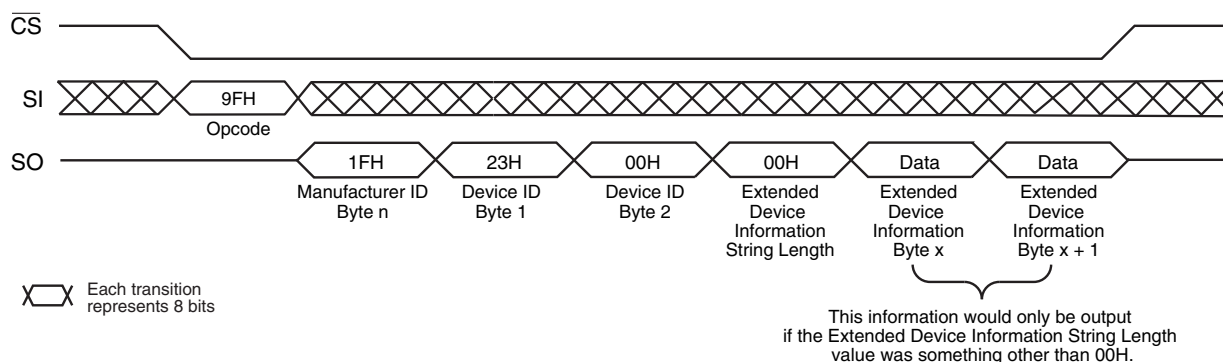 CS
SI
9FH
Opcode
SO
1FH
23H
00H
00H
Data
Data
Manufacturer ID
Byte n
Device ID
Byte 1
Device ID
Byte 2
Extended
Device
Information
String Length
Extended
Device
Information
Byte x
Extended
Device
Information
Byte x + 1
Each transition
represents 8 bits
This information would only be output
if the Extended Device Information String Length
value was something other than 00H.